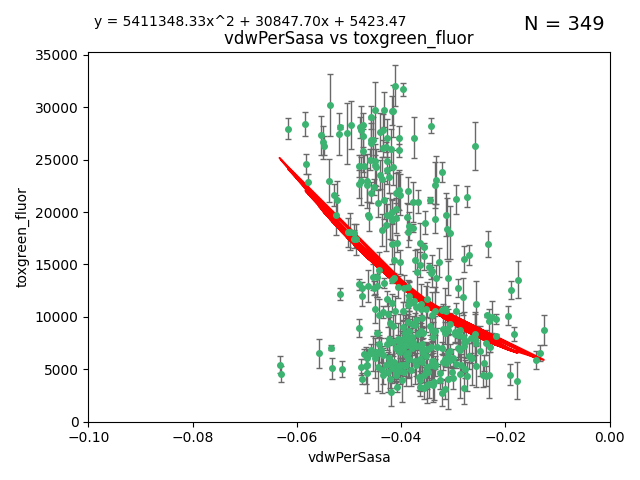 y = 5411348.33x^2 + 30847.70x + 5423.47
N = 349
vdwPerSasa vs toxgreen_fluor
35000
30000
25000
20000
15000
10000
5000
0
toxgreen_fluor
−0.10
−0.08
−0.06
−0.04
−0.02
0.00
vdwPerSasa